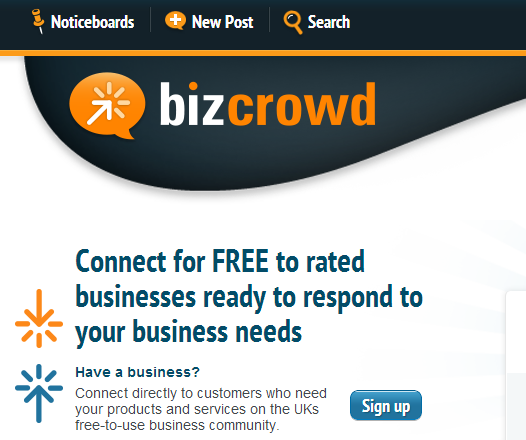 Noticeboards New Post Search
bizcrowd
Connect for FREE to rated
businesses ready to respond to
your business needs
Have a business?
Connect directly to customers who need
your products and services on the UKs
free-to-use business community.
Sign up